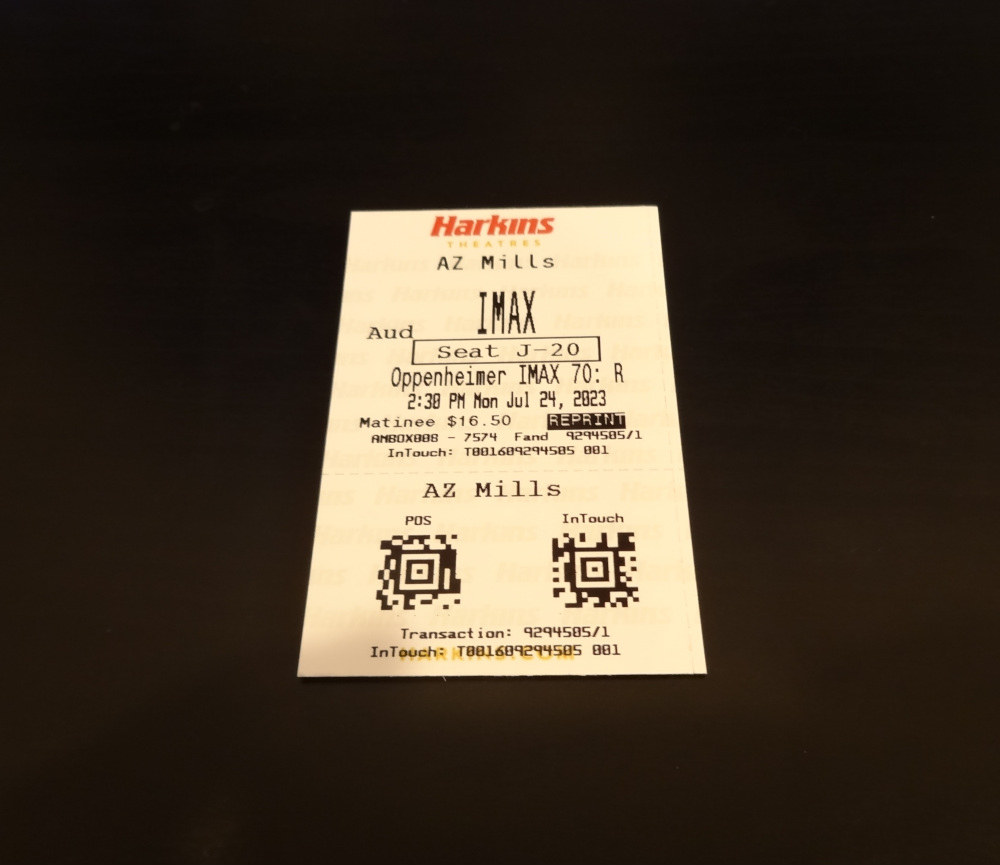 Harkins
THEATRES
AZ Mills
Aud IMAX
Seat J-20
Oppenheimer IMAX 70: R
2:30 PM Mon Jul 24, 2023
Matinee $16.50 REPRINT
AMBOX008 - 7574 Fand 9294505/1
InTouch: T001609294505 001
AZ Mills
POS InTouch
Transaction: 9294505/1
InTouch: T001609294505 001
HARKINS.COM